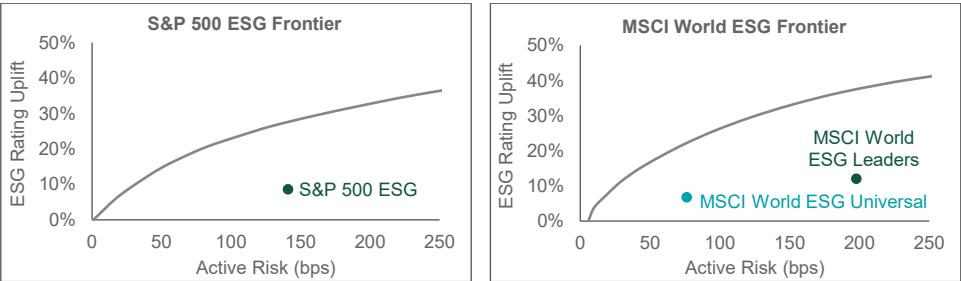 S&P 500 ESG Frontier
ESG Rating Uplift
50%
40%
30%
20%
10%
0%
S&P 500 ESG
0 50 100 150 200 250
Active Risk (bps)
MSCI World ESG Frontier
ESG Rating Uplift
50%
40%
30%
20%
10%
0%
MSCI World
ESG Leaders
MSCI World ESG Universal
0 50 100 150 200 250
Active Risk (bps)